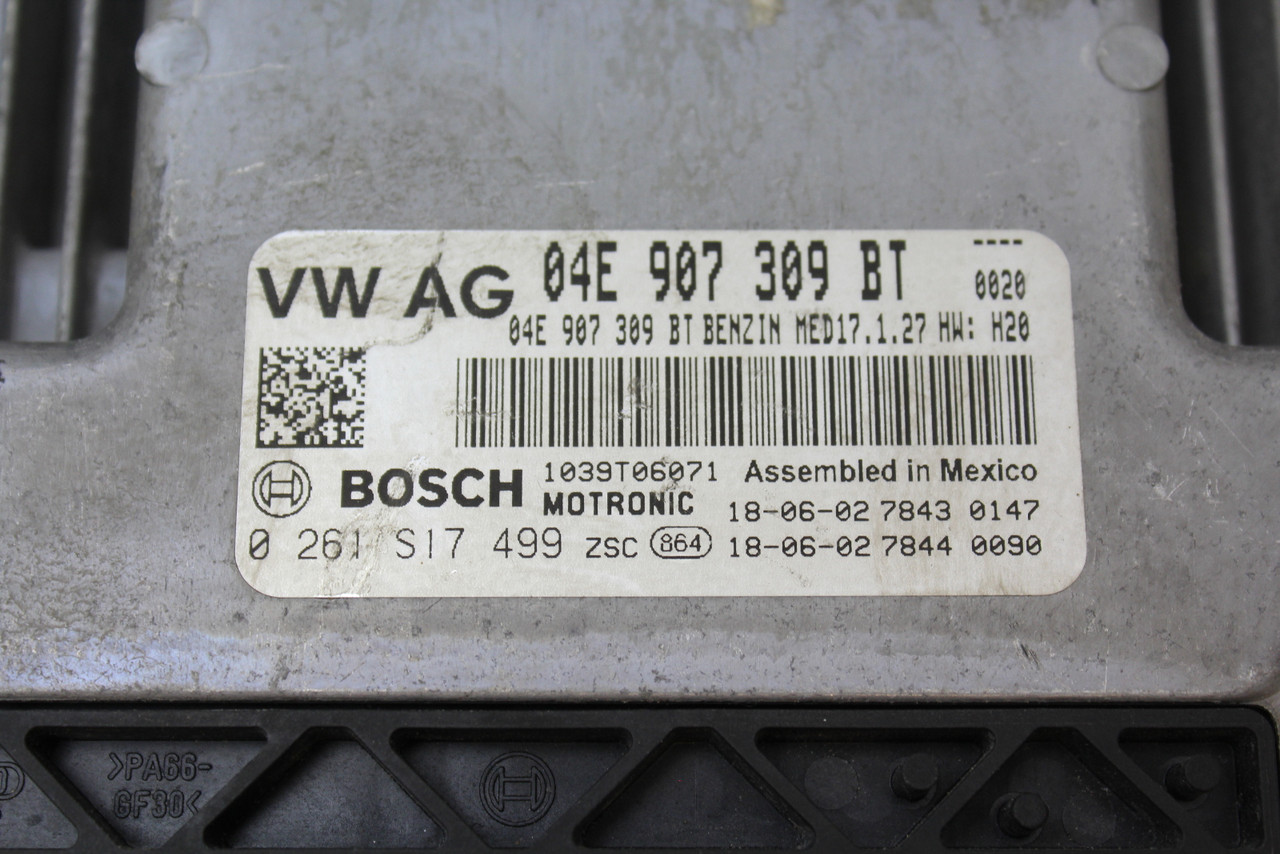 VW AG 04E 907 309 BT ----
0020
04E 907 309 BT BENZIN MED17.1.27 HW: H20
BOSCH 1039T06071 Assembled in Mexico
MOTRONIC 18-06-02 7843 0147
0 261 S17 499 ZSC 864 18-06-02 7844 0090
>PA66-
GF30<